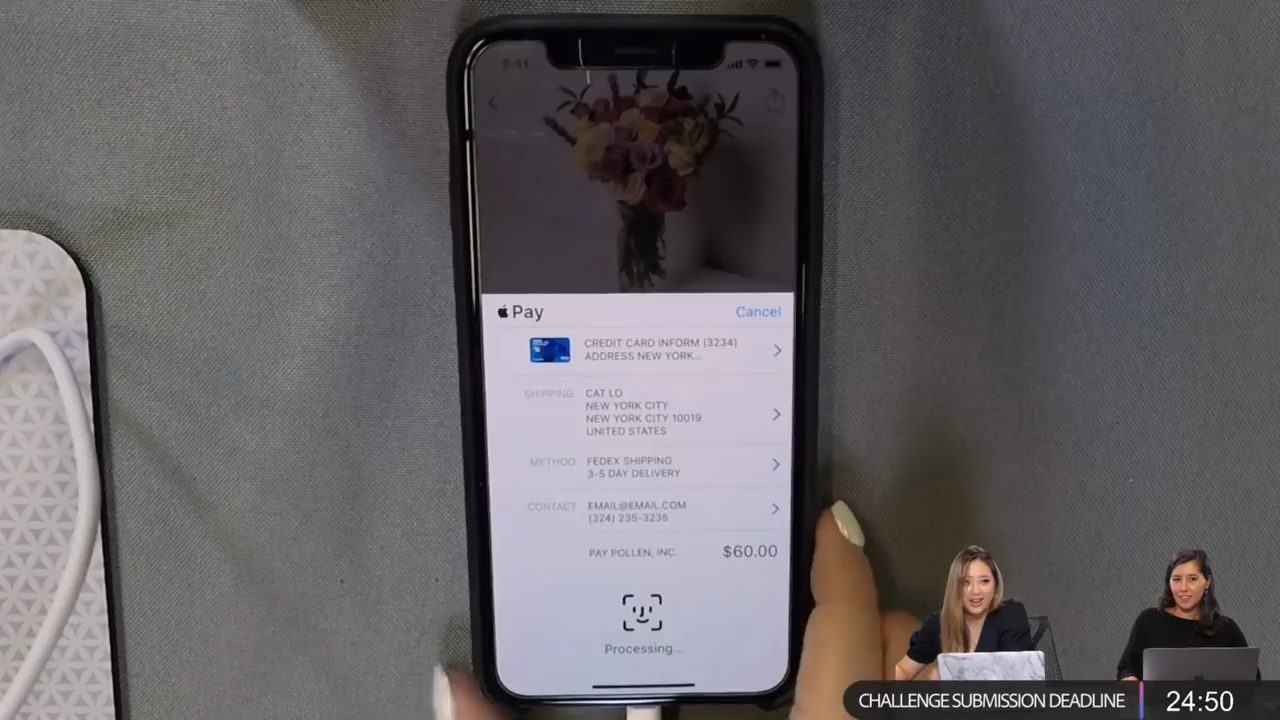 9:41
Pay
Cancel
CREDIT CARD INFORM (3234)
ADDRESS NEW YORK...
SHIPPING
CAT LO
NEW YORK CITY
NEW YORK CITY 10019
UNITED STATES
METHOD
FEDEX SHIPPING
3-5 DAY DELIVERY
CONTACT
EMAIL@EMAIL.COM
(324) 235-3235
PAY POLLEN, INC.
$60.00
Processing...
CHALLENGE SUBMISSION DEADLINE
24:50